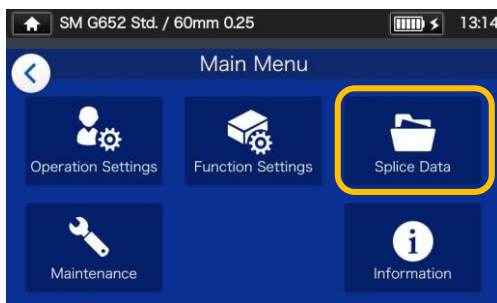 SM G652 Std. / 60mm 0.25
13:14
Main Menu
Operation Settings
Function Settings
Splice Data
Maintenance
Information